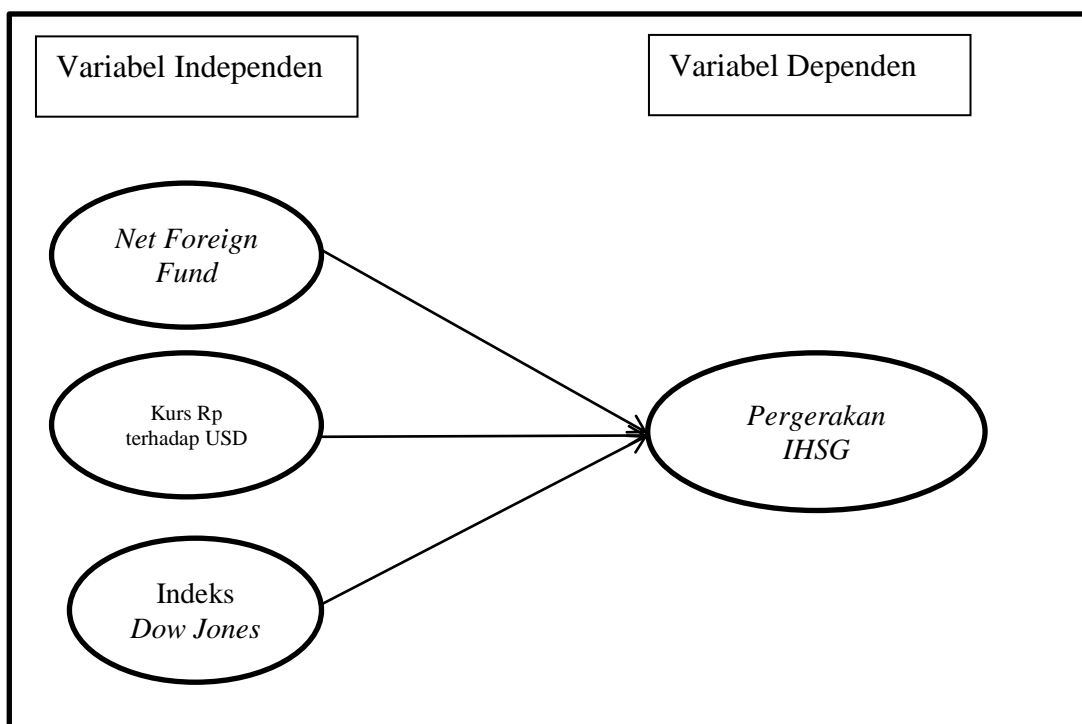 Variabel Independen
Variabel Dependen
Net Foreign
Fund
Kurs Rp
terhadap USD
Indeks
Dow Jones
Pergerakan
IHSG